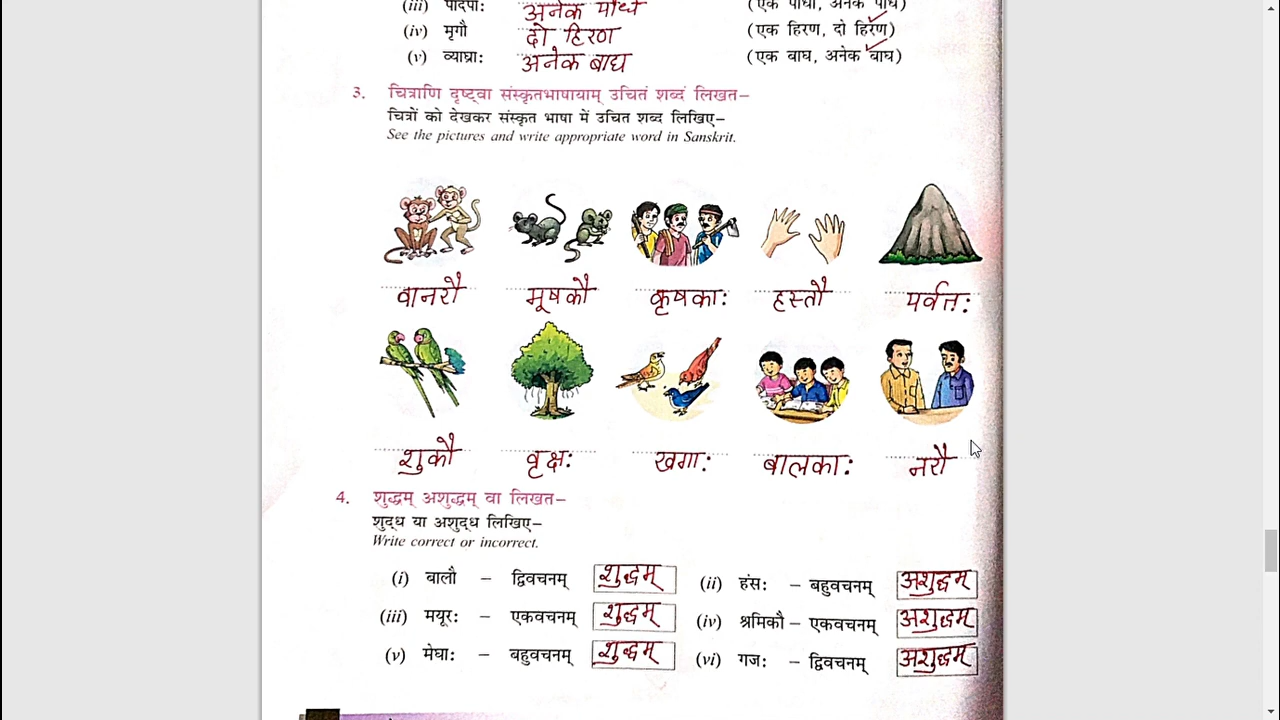 (iii) पादपाः अनेक पौधे (एक पौधा, अनेक पौधे)
(iv) मृगौ दो हिरण (एक हिरण, दो हिरण)
(v) व्याघ्राः अनेक बाघ (एक बाघ, अनेक बाघ)
3. चित्राणि दृष्ट्वा संस्कृतभाषायाम् उचितं शब्दं लिखत–
चित्रों को देखकर संस्कृत भाषा में उचित शब्द लिखिए–
See the pictures and write appropriate word in Sanskrit.
वानरौ मूषकौ कृषकाः हस्तौ पर्वतः
शुकौ वृक्षः खगाः बालकाः नरौ
4. शुद्धम् अशुद्धम् वा लिखत–
शुद्ध या अशुद्ध लिखिए–
Write correct or incorrect.
(i) बालौ – द्विवचनम् शुद्धम् (ii) हंसः – बहुवचनम् अशुद्धम्
(iii) मयूरः – एकवचनम् शुद्धम् (iv) श्रमिकौ – एकवचनम् अशुद्धम्
(v) मेघाः – बहुवचनम् शुद्धम् (vi) गजः – द्विवचनम् अशुद्धम्